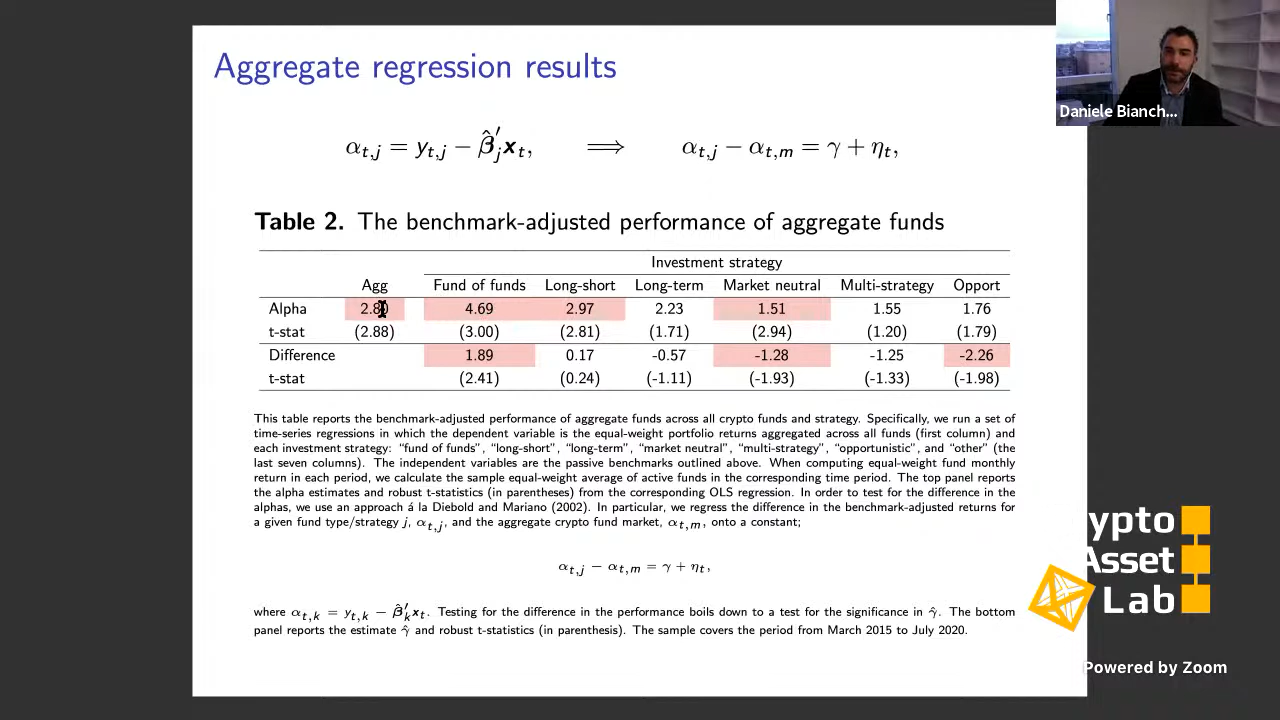 Aggregate regression results
α_{t,j} = y_{t,j} − β̂′_j x_t, ⟹ α_{t,j} − α_{t,m} = γ + η_t,
Table 2. The benchmark-adjusted performance of aggregate funds
Investment strategy
Agg Fund of funds Long-short Long-term Market neutral Multi-strategy Opport
Alpha 4.69 2.97 2.23 1.51 1.55 1.76
t-stat (2.88) (3.00) (2.81) (1.71) (2.94) (1.20) (1.79)
Difference 1.89 0.17 -0.57 -1.28 -1.25 -2.26
t-stat (2.41) (0.24) (-1.11) (-1.93) (-1.33) (-1.98)
This table reports the benchmark-adjusted performance of aggregate funds across all crypto funds and strategy. Specifically, we run a set of
time-series regressions in which the dependent variable is the equal-weight portfolio returns aggregated across all funds (first column) and
each investment strategy: “fund of funds”, “long-short”, “long-term”, “market neutral”, “multi-strategy”, “opportunistic”, and “other” (the
last seven columns). The independent variables are the passive benchmarks outlined above. When computing equal-weight fund monthly
return in each period, we calculate the sample equal-weight average of active funds in the corresponding time period. The top panel reports
the alpha estimates and robust t-statistics (in parentheses) from the corresponding OLS regression. In order to test for the difference in the
alphas, we use an approach á la Diebold and Mariano (2002). In particular, we regress the difference in the benchmark-adjusted returns for
a given fund type/strategy j, α_{t,j}, and the aggregate crypto fund market, α_{t,m}, onto a constant;
α_{t,j} − α_{t,m} = γ + η_t,
where α_{t,k} = y_{t,k} − β̂′_k x_t. Testing for the difference in the performance boils down to a test for the significance in γ̂. The bottom
panel reports the estimate γ̂ and robust t-statistics (in parenthesis). The sample covers the period from March 2015 to July 2020.
Daniele Bianch...
ypto
Asset
Lab
Powered by Zoom